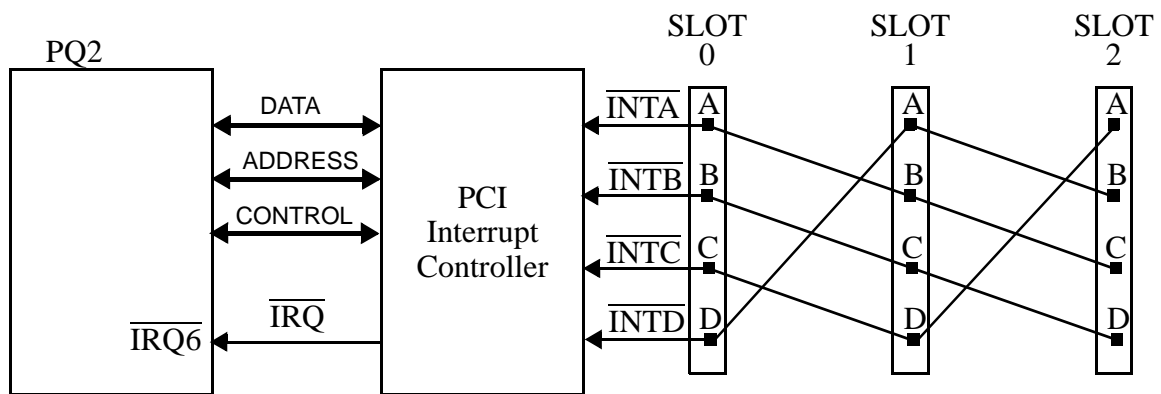 PQ2
DATA
ADDRESS
CONTROL
IRQ
IRQ6
PCI
Interrupt
Controller
INTA
INTB
INTC
INTD
SLOT
0
A
B
C
D
SLOT
1
A
B
C
D
SLOT
2
A
B
C
D